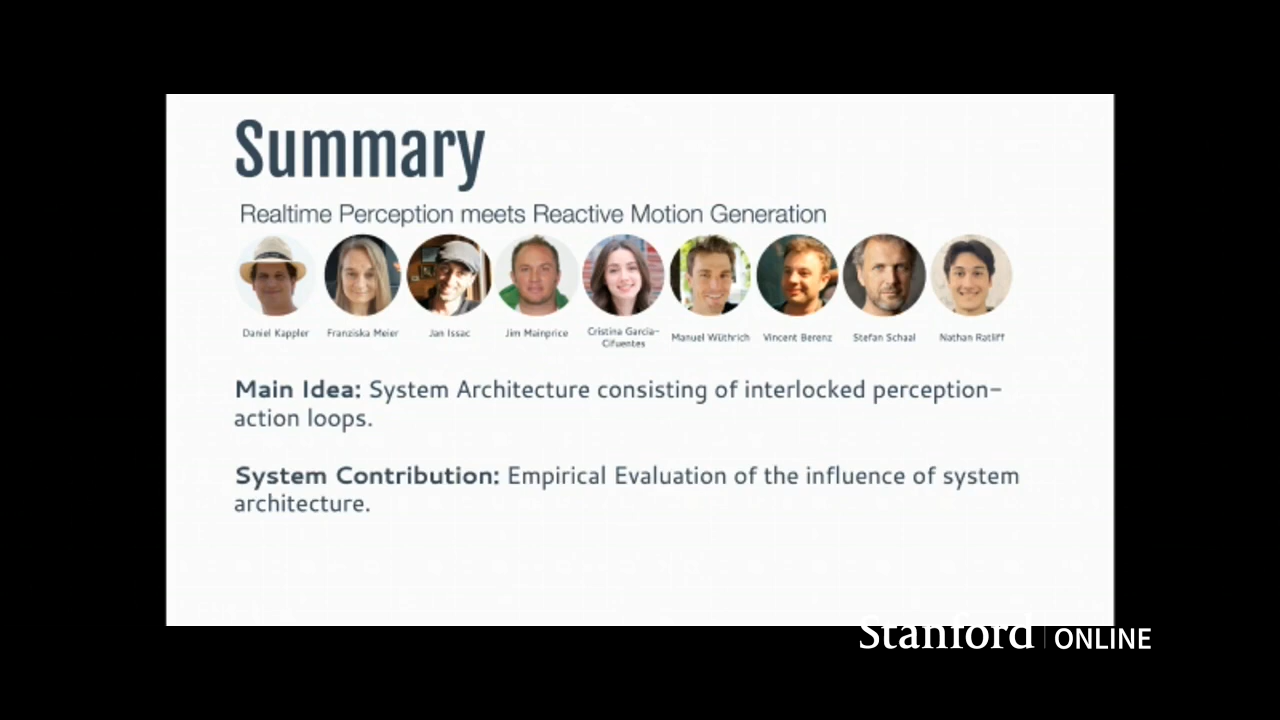 Summary
Realtime Perception meets Reactive Motion Generation
Daniel Kappler
Franziska Meier
Jan Issac
Jim Mainprice
Cristina Garcia-
Cifuentes
Manuel Wüthrich
Vincent Berenz
Stefan Schaal
Nathan Ratliff
Main Idea: System Architecture consisting of interlocked perception-
action loops.
System Contribution: Empirical Evaluation of the influence of system
architecture.
Stanford | ONLINE